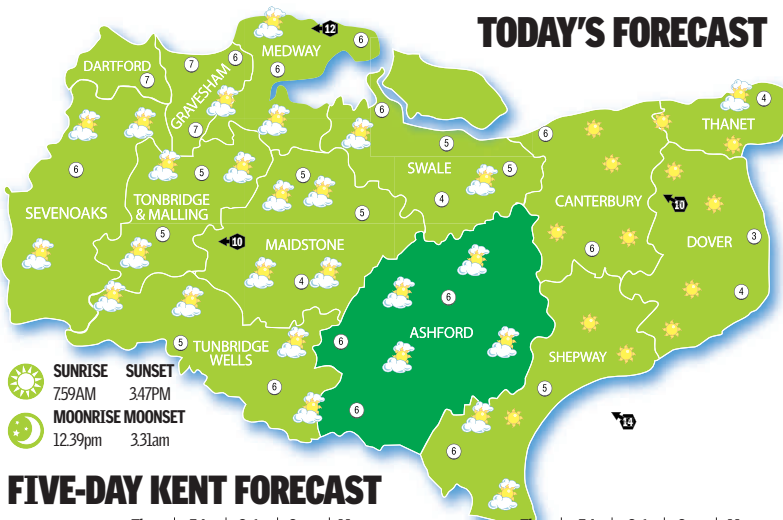 TODAY'S FORECAST
12
6
MEDWAY
6
7
6
DARTFORD
7
GRAVESHAM
7
6
4
THANET
6
5
SWALE
5
4
6
SEVENOAKS
TONBRIDGE
& MALLING
5
5
5
5
10
MAIDSTONE
4
CANTERBURY
10
6
DOVER
3
4
6
ASHFORD
6
6
SHEPWAY
5
5
TUNBRIDGE
WELLS
6
6
14
SUNRISE SUNSET
7.59AM 3.47PM
MOONRISE MOONSET
12.39pm 3.31am
FIVE-DAY KENT FORECAST